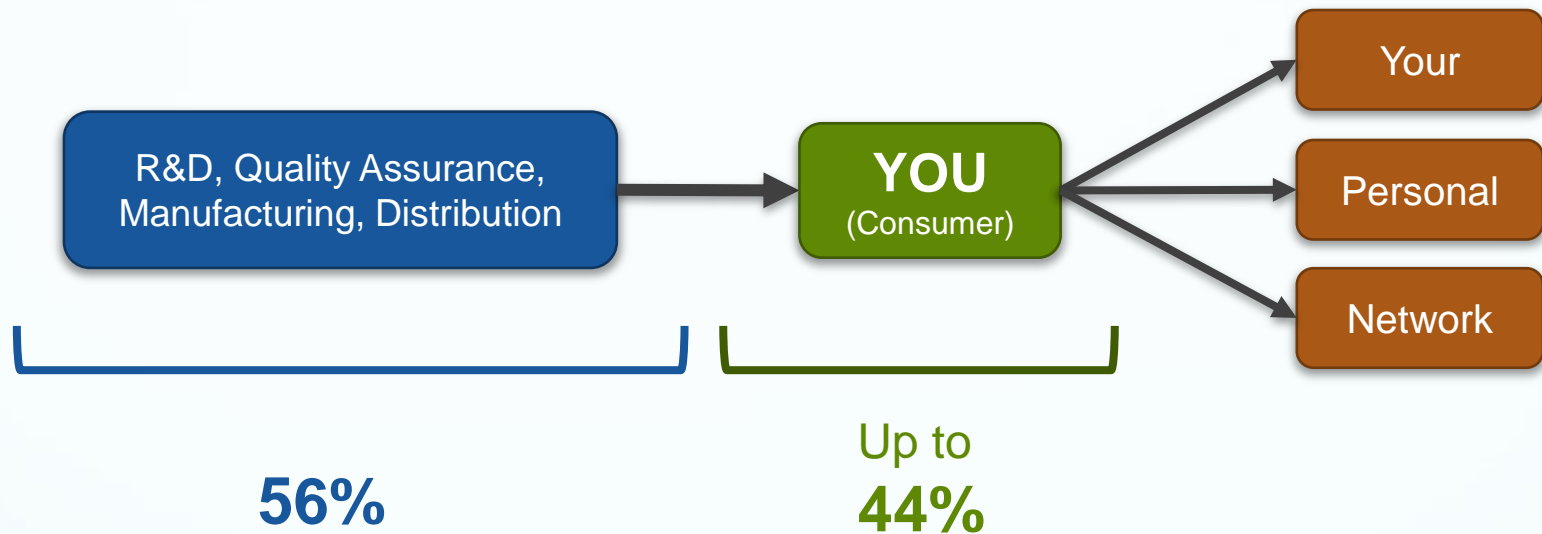 R&D, Quality Assurance,
Manufacturing, Distribution
YOU
(Consumer)
Your
Personal
Network
56%
Up to
44%